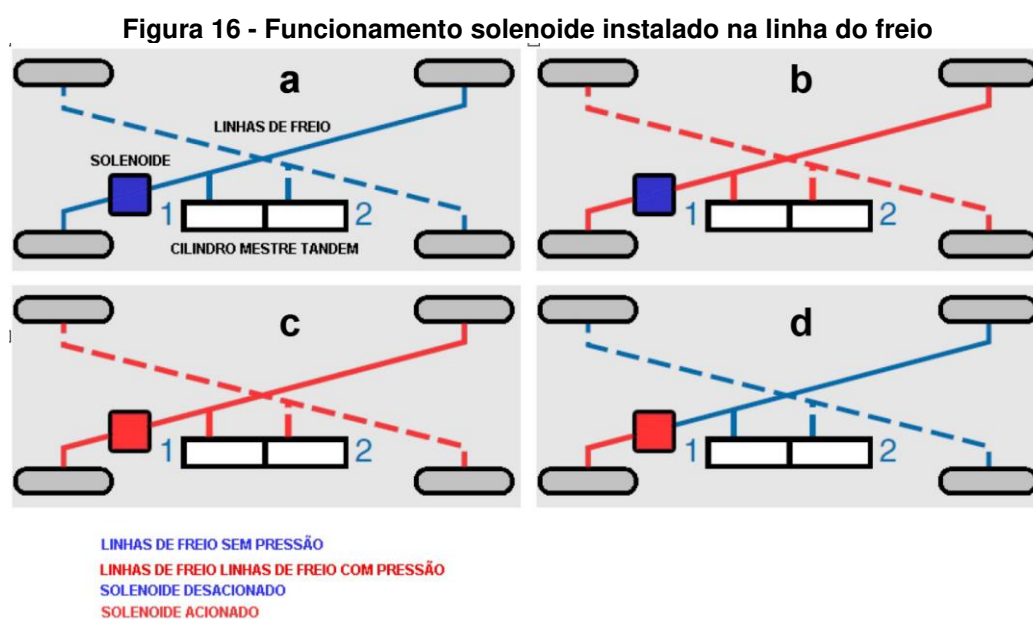 Figura 16 - Funcionamento solenoide instalado na linha do freio
a
LINHAS DE FREIO
SOLENOIDE
1
2
CILINDRO MESTRE TANDEM
b
1
2
c
1
2
d
1
2
LINHAS DE FREIO SEM PRESSÃO
LINHAS DE FREIO LINHAS DE FREIO COM PRESSÃO
SOLENOIDE DESACIONADO
SOLENOIDE ACIONADO